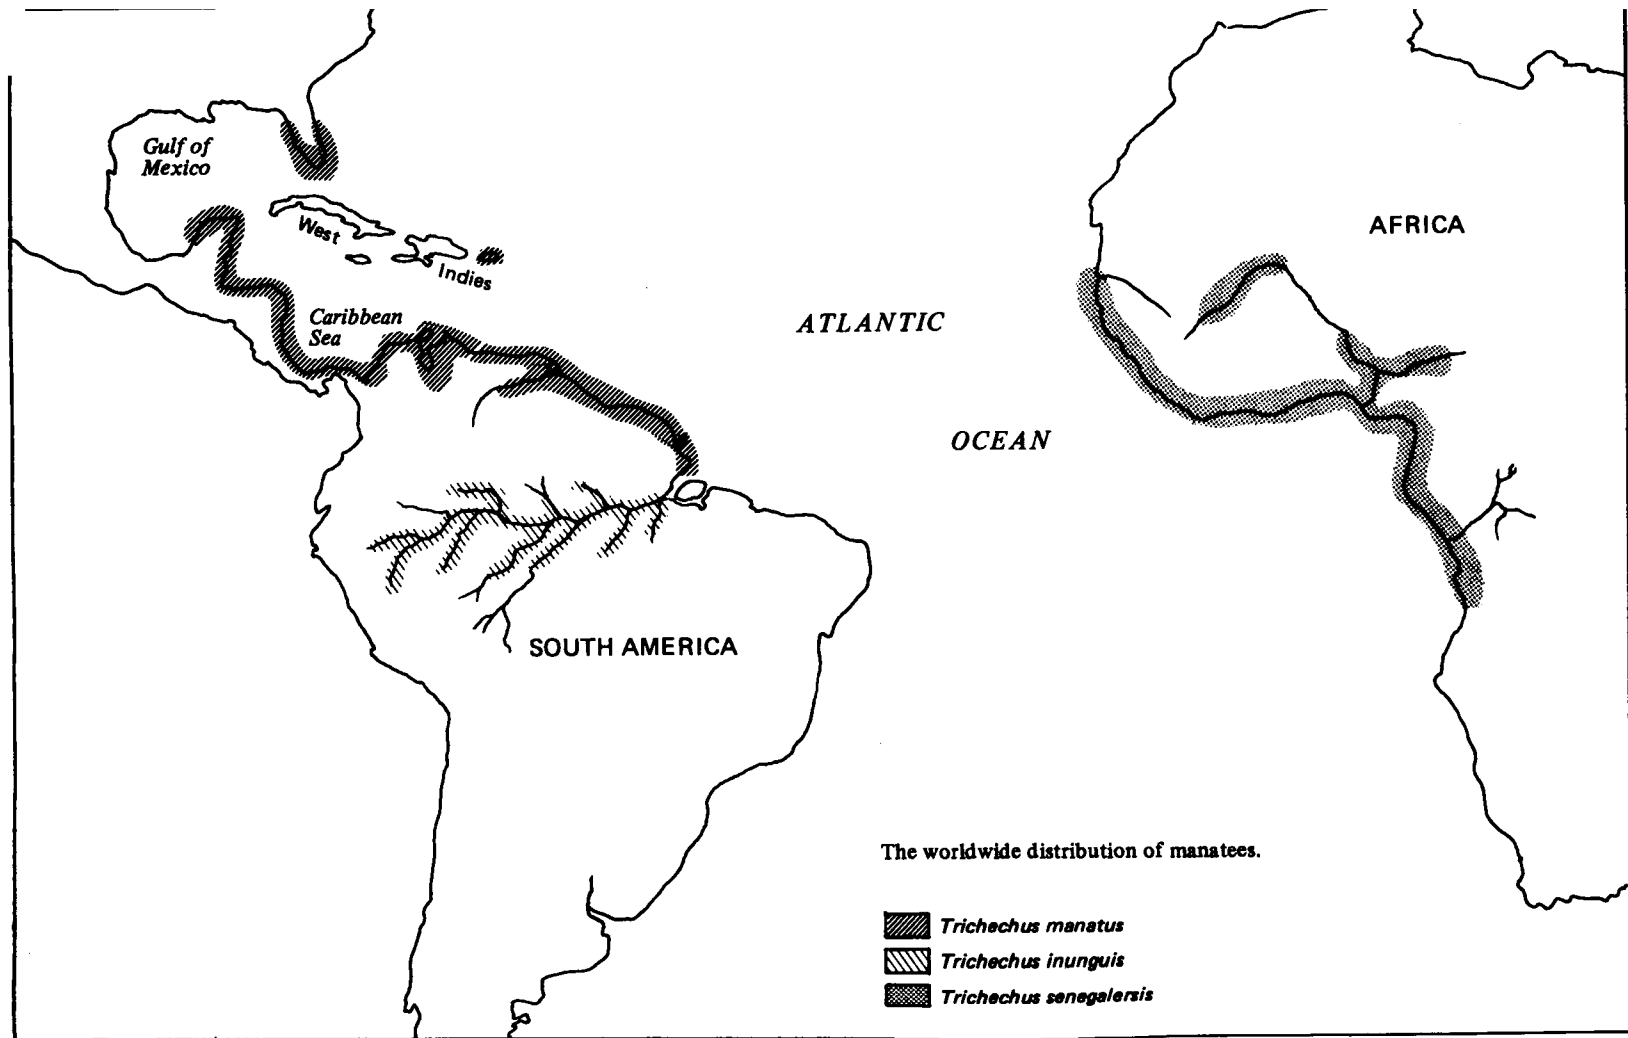 Gulf of
Mexico
West
Indies
Caribbean
Sea
ATLANTIC
OCEAN
AFRICA
SOUTH AMERICA
The worldwide distribution of manatees.
Trichechus manatus
Trichechus inunguis
Trichechus senegalersis